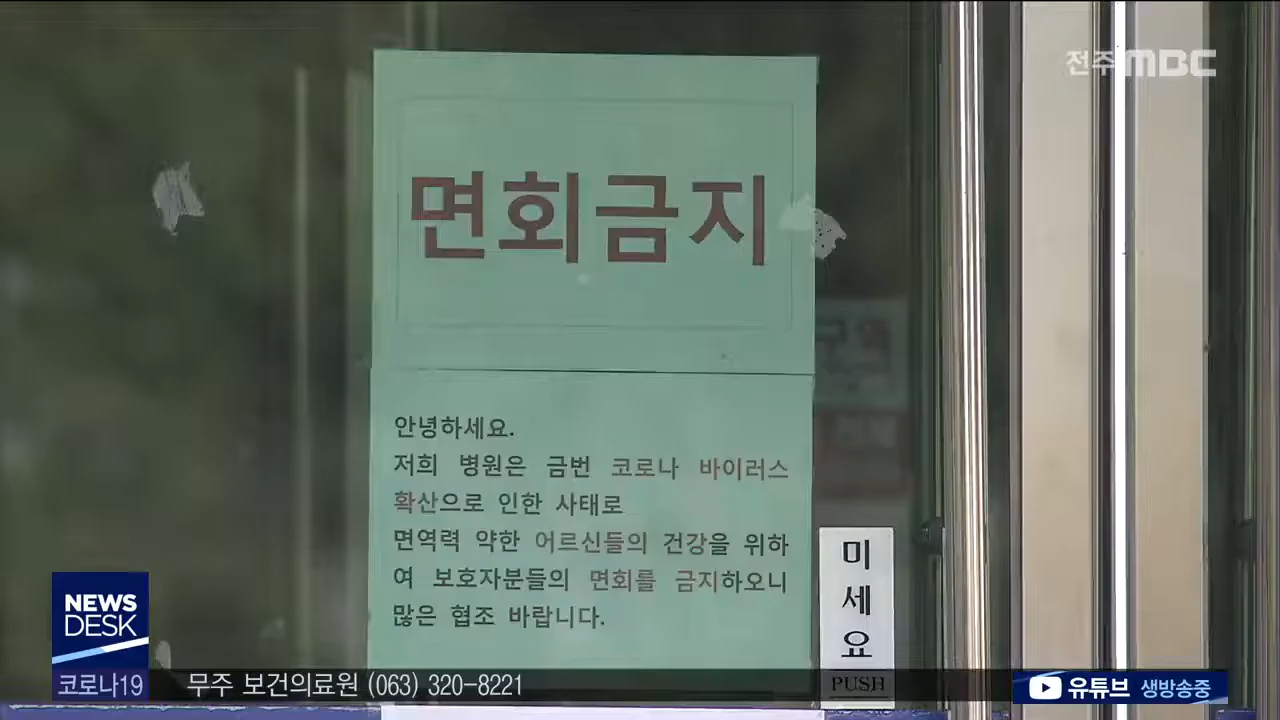 전주MBC
면회금지
안녕하세요.
저희 병원은 금번 코로나 바이러스
확산으로 인한 사태로
면역력 약한 어르신들의 건강을 위하
여 보호자분들의 면회를 금지하오니
많은 협조 바랍니다.
미세요
PUSH
NEWS
DESK
코로나19
무주 보건의료원 (063) 320-8221
유튜브 생방송중